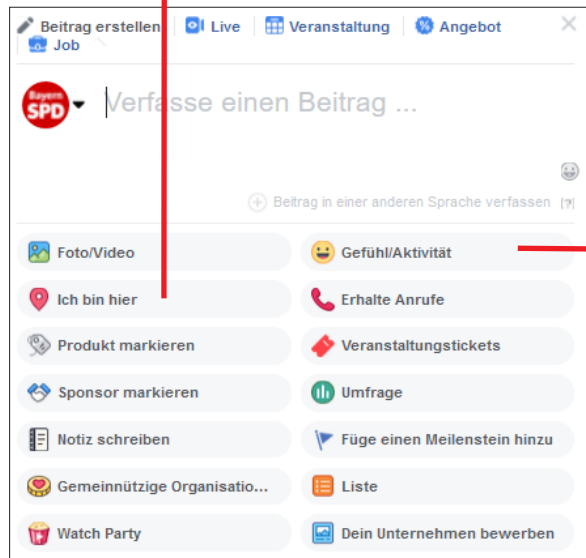 Beitrag erstellen Live Veranstaltung Angebot
Job
Bayern
SPD
Verfasse einen Beitrag ...
Beitrag in einer anderen Sprache verfassen [?]
Foto/Video Gefühl/Aktivität
Ich bin hier Erhalte Anrufe
Produkt markieren Veranstaltungstickets
Sponsor markieren Umfrage
Notiz schreiben Füge einen Meilenstein hinzu
Gemeinnützige Organisatio... Liste
Watch Party Dein Unternehmen bewerben